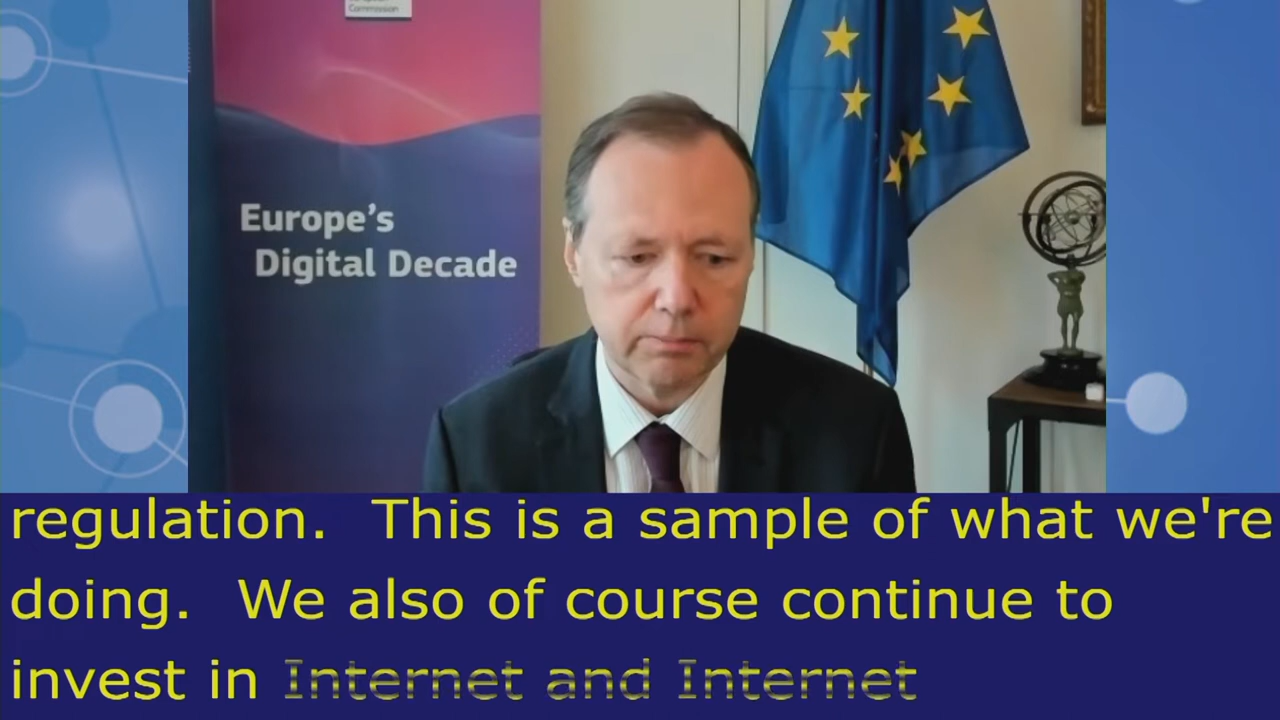 Commission
Europe's
Digital Decade
regulation. This is a sample of what we're
doing. We also of course continue to
invest in Internet and Internet